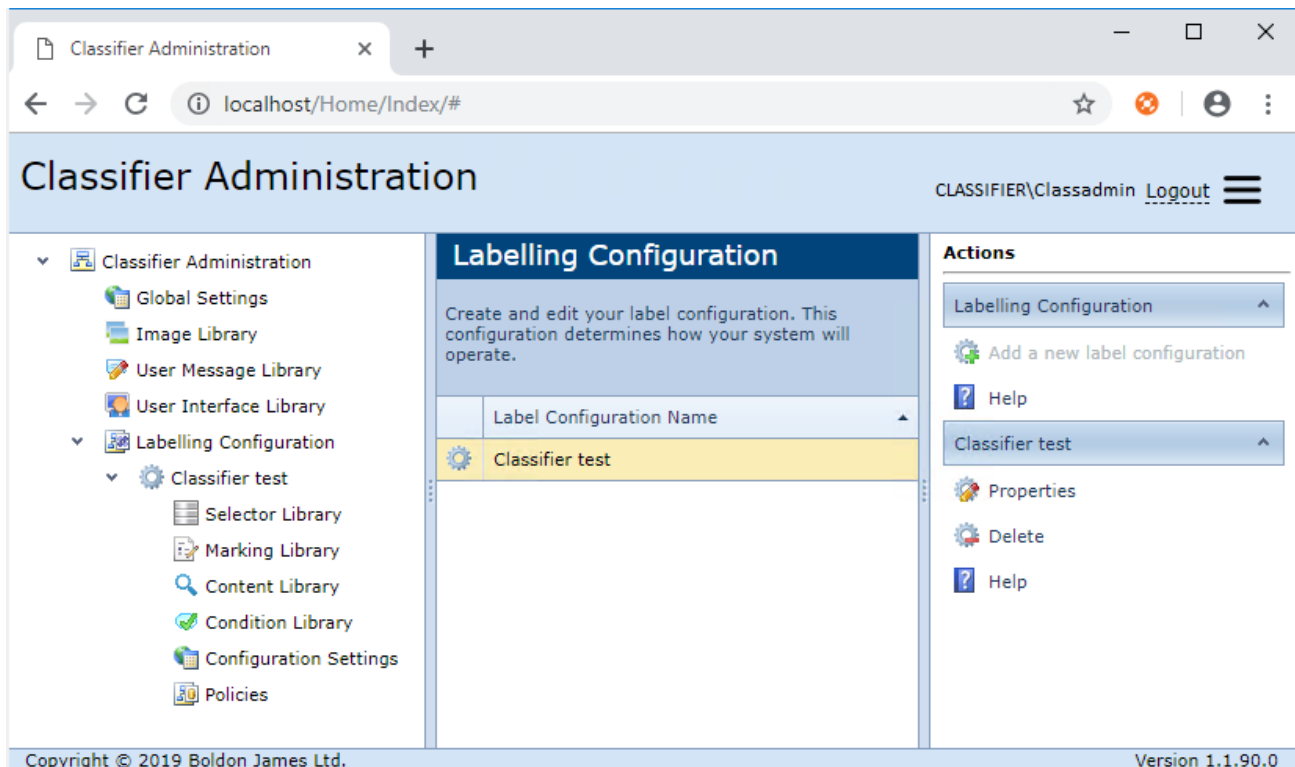 Classifier Administration
localhost/Home/Index/#
Classifier Administration
CLASSIFIER\Classadmin Logout
Classifier Administration
Global Settings
Image Library
User Message Library
User Interface Library
Labelling Configuration
Classifier test
Selector Library
Marking Library
Content Library
Condition Library
Configuration Settings
Policies
Labelling Configuration
Create and edit your label configuration. This
configuration determines how your system will
operate.
Label Configuration Name
Classifier test
Actions
Labelling Configuration
Add a new label configuration
Help
Classifier test
Properties
Delete
Help
Copyright © 2019 Boldon James Ltd.
Version 1.1.90.0